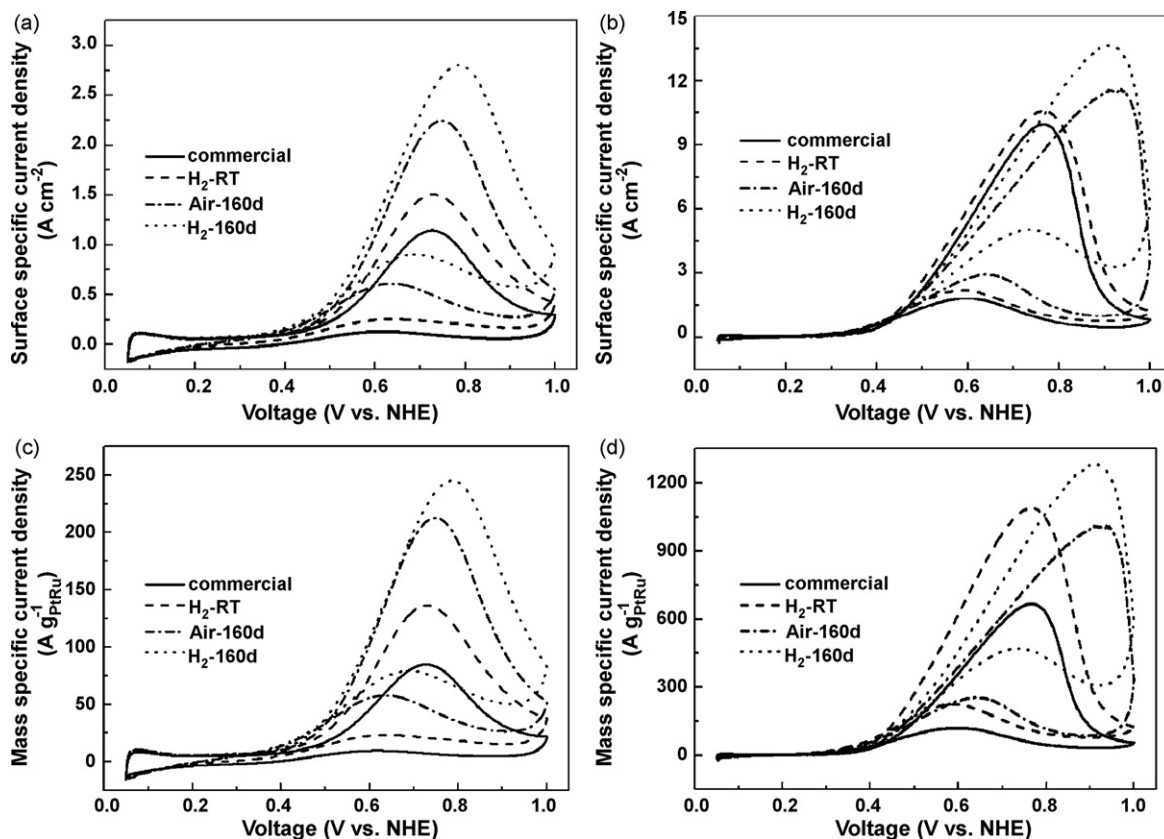 (a)
Surface specific current density
(A cm⁻²)
3.0
2.5
2.0
1.5
1.0
0.5
0.0
commercial
H₂-RT
Air-160d
H₂-160d
0.0 0.2 0.4 0.6 0.8 1.0
Voltage (V vs. NHE)
(b)
Surface specific current density
(A cm⁻²)
15
12
9
6
3
0
commercial
H₂-RT
Air-160d
H₂-160d
0.0 0.2 0.4 0.6 0.8 1.0
Voltage (V vs. NHE)
(c)
Mass specific current density
(A g⁻¹PtRu)
250
200
150
100
50
0
commercial
H₂-RT
Air-160d
H₂-160d
0.0 0.2 0.4 0.6 0.8 1.0
Voltage (V vs. NHE)
(d)
Mass specific current density
(A g⁻¹PtRu)
1200
900
600
300
0
commercial
H₂-RT
Air-160d
H₂-160d
0.0 0.2 0.4 0.6 0.8 1.0
Voltage (V vs. NHE)